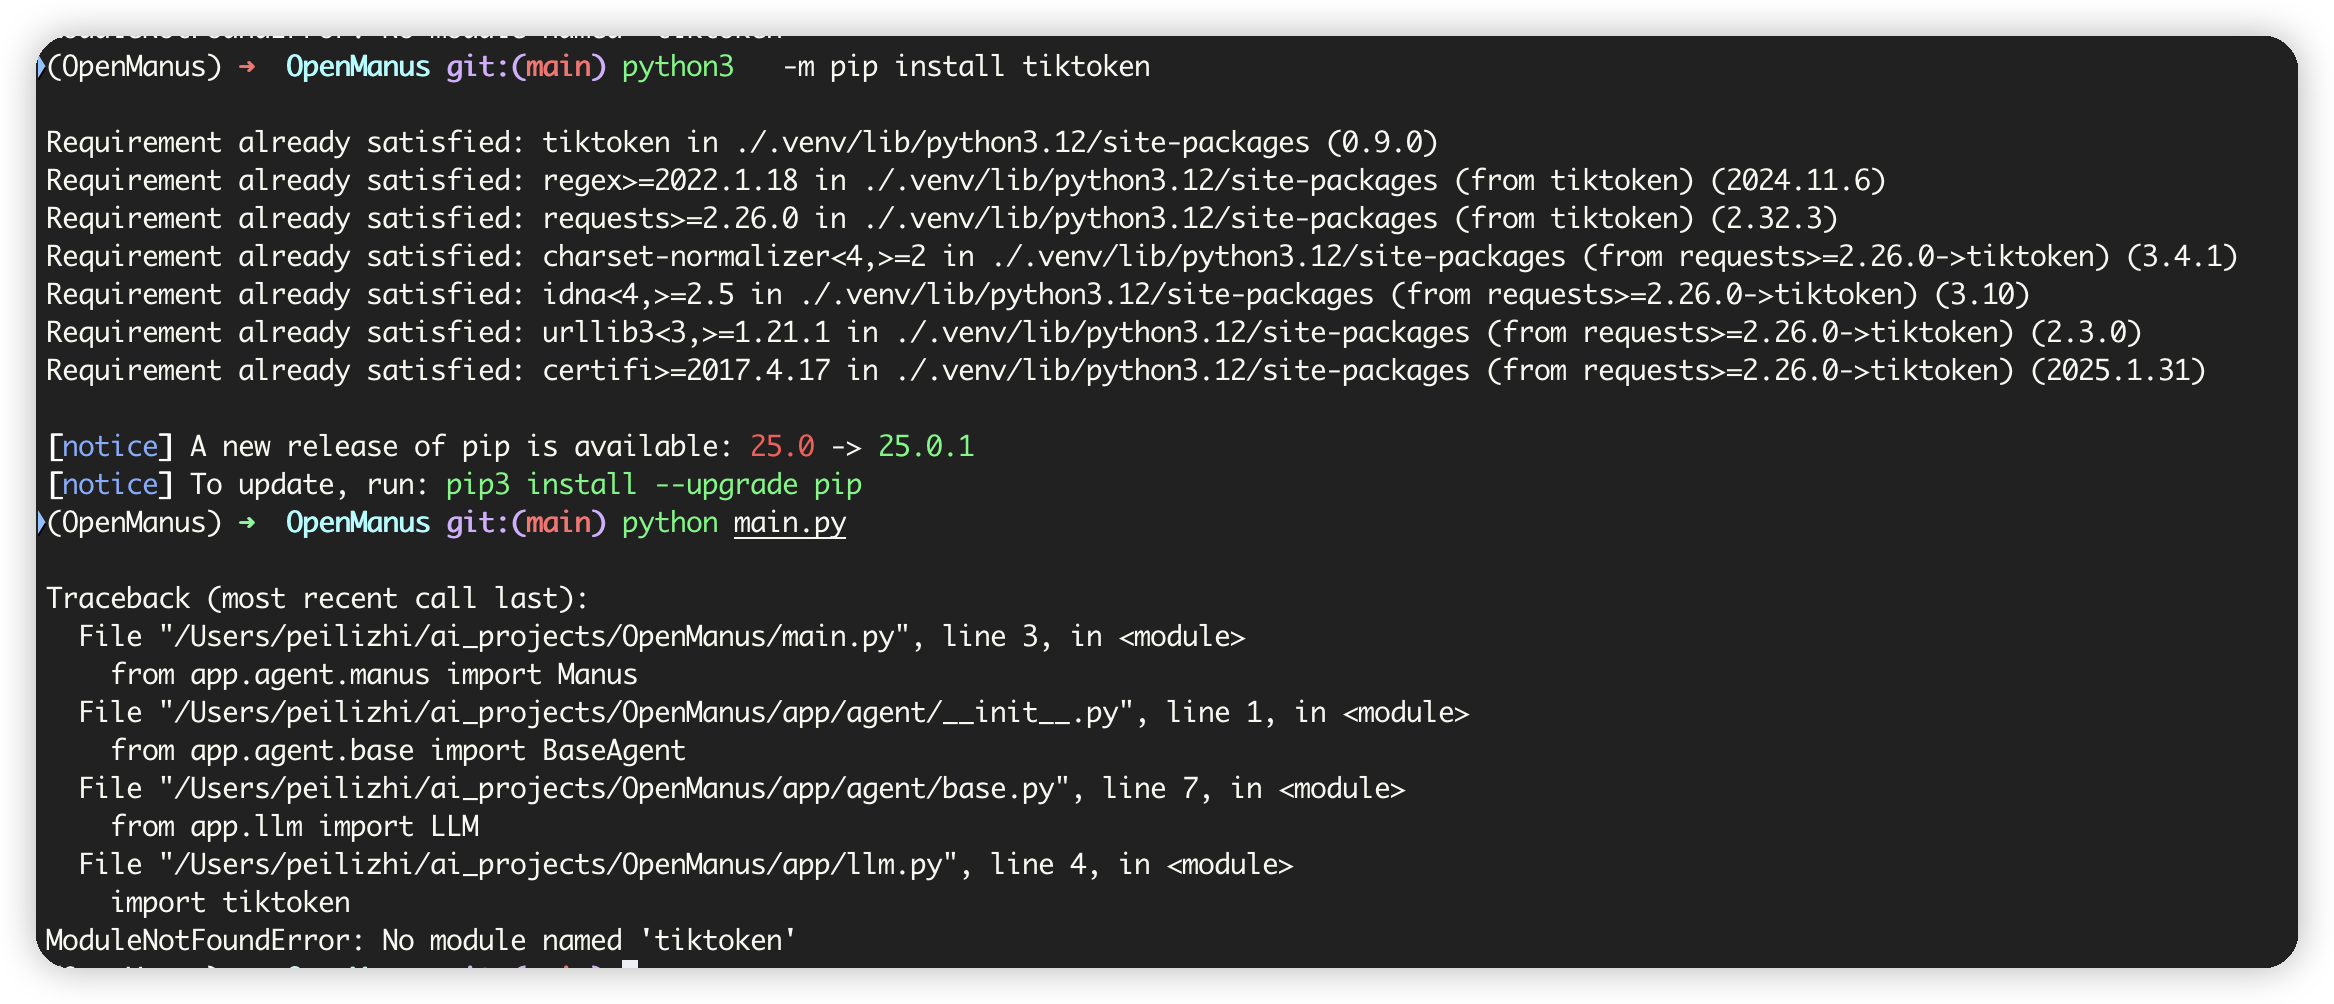 (OpenManus) ➜  OpenManus git:(main) python3   -m pip install tiktoken
Requirement already satisfied: tiktoken in ./.venv/lib/python3.12/site-packages (0.9.0)
Requirement already satisfied: regex>=2022.1.18 in ./.venv/lib/python3.12/site-packages (from tiktoken) (2024.11.6)
Requirement already satisfied: requests>=2.26.0 in ./.venv/lib/python3.12/site-packages (from tiktoken) (2.32.3)
Requirement already satisfied: charset-normalizer<4,>=2 in ./.venv/lib/python3.12/site-packages (from requests>=2.26.0->tiktoken) (3.4.1)
Requirement already satisfied: idna<4,>=2.5 in ./.venv/lib/python3.12/site-packages (from requests>=2.26.0->tiktoken) (3.10)
Requirement already satisfied: urllib3<3,>=1.21.1 in ./.venv/lib/python3.12/site-packages (from requests>=2.26.0->tiktoken) (2.3.0)
Requirement already satisfied: certifi>=2017.4.17 in ./.venv/lib/python3.12/site-packages (from requests>=2.26.0->tiktoken) (2025.1.31)
[notice] A new release of pip is available: 25.0 -> 25.0.1
[notice] To update, run: pip3 install --upgrade pip
(OpenManus) ➜  OpenManus git:(main) python main.py
Traceback (most recent call last):
  File "/Users/peilizhi/ai_projects/OpenManus/main.py", line 3, in <module>
    from app.agent.manus import Manus
  File "/Users/peilizhi/ai_projects/OpenManus/app/agent/__init__.py", line 1, in <module>
    from app.agent.base import BaseAgent
  File "/Users/peilizhi/ai_projects/OpenManus/app/agent/base.py", line 7, in <module>
    from app.llm import LLM
  File "/Users/peilizhi/ai_projects/OpenManus/app/llm.py", line 4, in <module>
    import tiktoken
ModuleNotFoundError: No module named 'tiktoken'